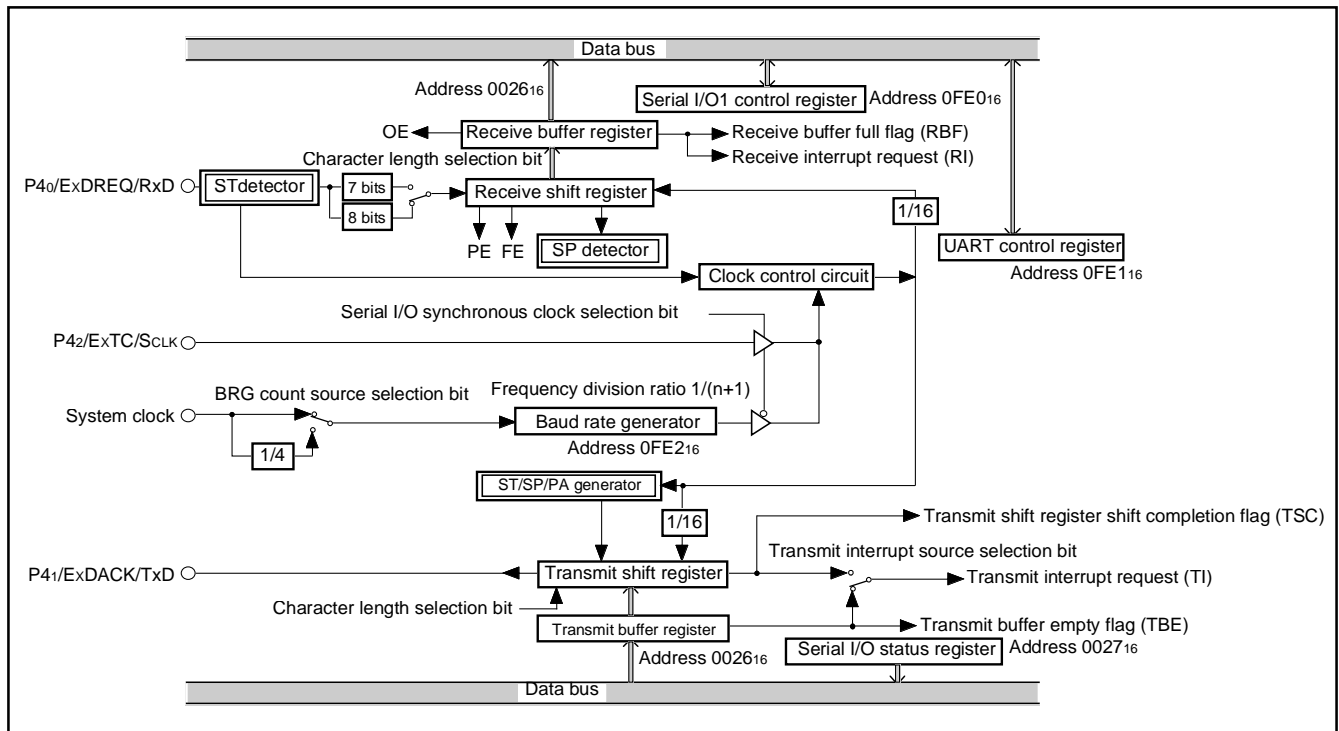 Data bus
Address 002616
Serial I/O1 control register
Address 0FE016
OE
Receive buffer register
Receive buffer full flag (RBF)
Receive interrupt request (RI)
Character length selection bit
P40/EXDREQ/RxD
STdetector
7 bits
8 bits
Receive shift register
1/16
PE
FE
SP detector
UART control register
Address 0FE116
Clock control circuit
Serial I/O synchronous clock selection bit
P42/EXTC/SCLK
BRG count source selection bit
Frequency division ratio 1/(n+1)
System clock
Baud rate generator
1/4
Address 0FE216
ST/SP/PA generator
1/16
Transmit shift register shift completion flag (TSC)
Transmit interrupt source selection bit
P41/EXDACK/TxD
Transmit shift register
Transmit interrupt request (TI)
Character length selection bit
Transmit buffer register
Transmit buffer empty flag (TBE)
Address 002616
Serial I/O status register
Address 002716
Data bus